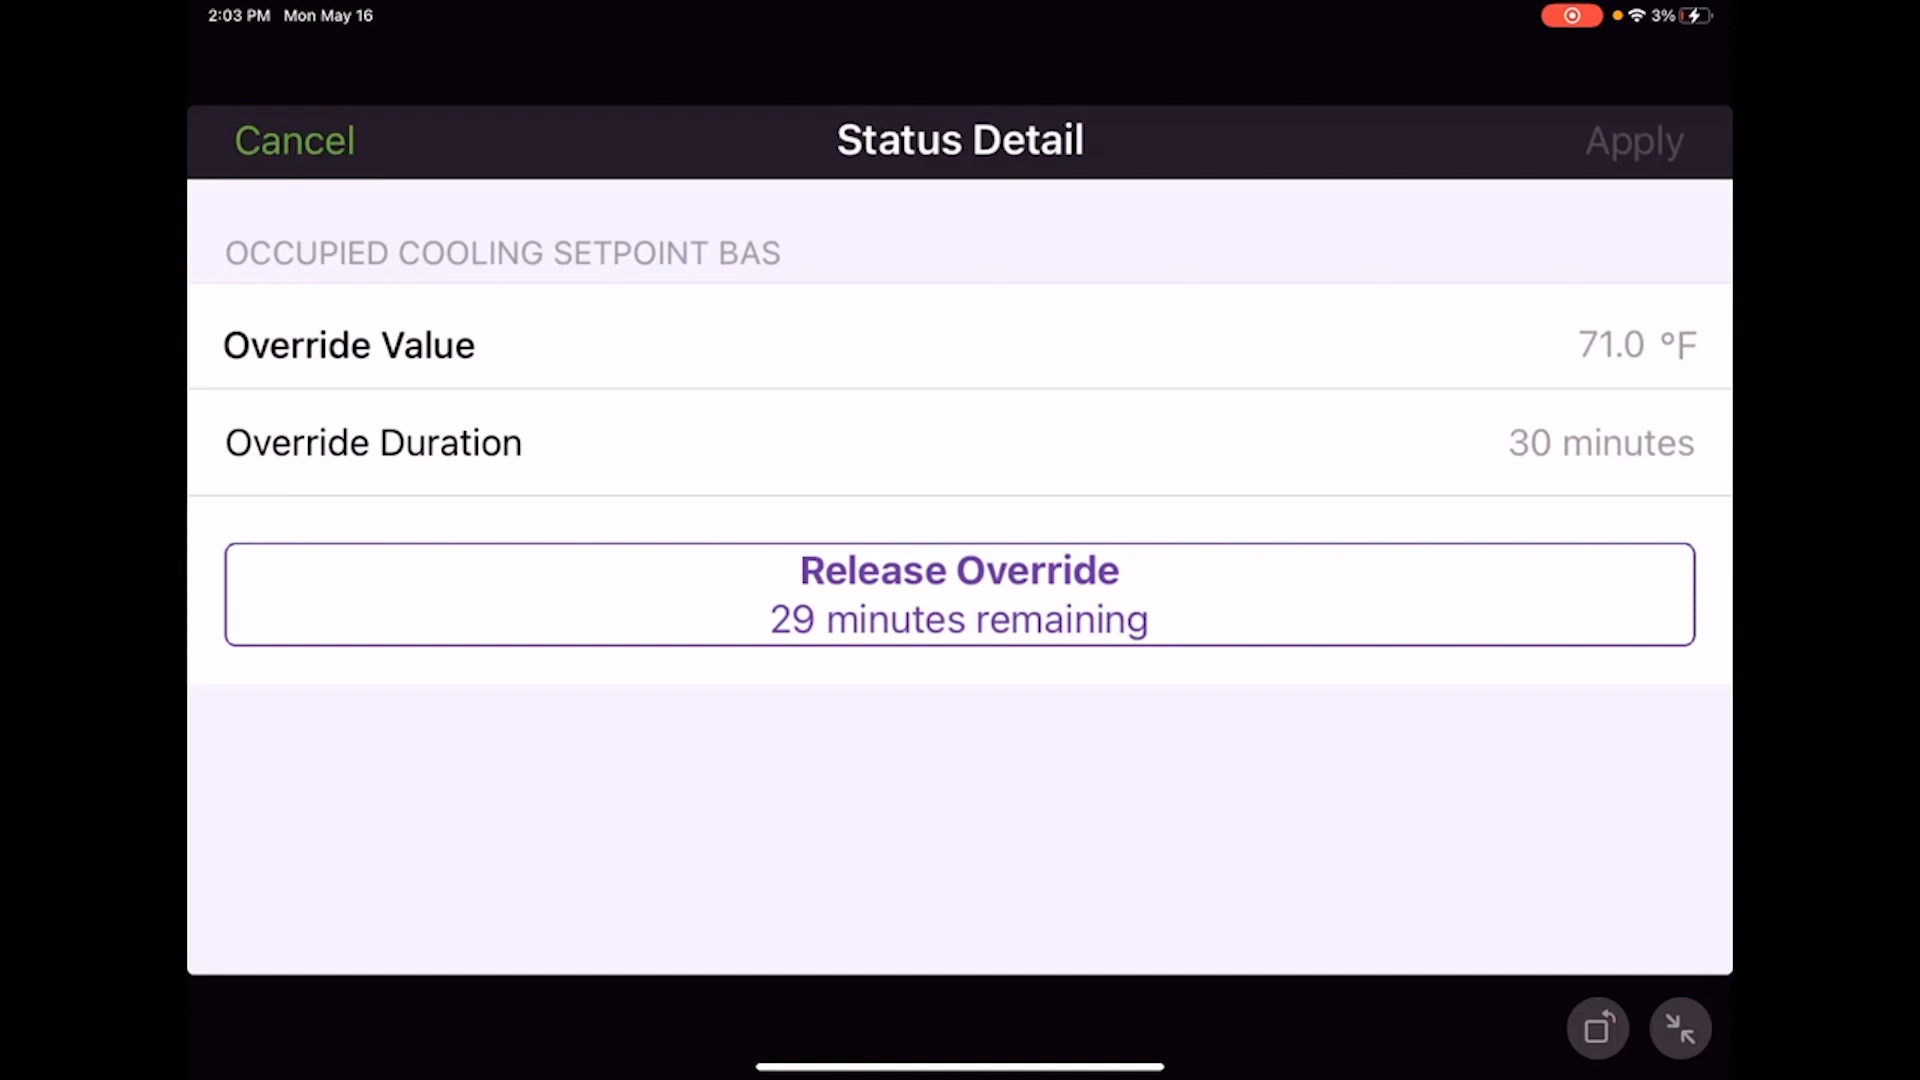 2:03 PM Mon May 16
3%
Cancel
Status Detail
Apply
OCCUPIED COOLING SETPOINT BAS
Override Value
71.0 °F
Override Duration
30 minutes
Release Override
29 minutes remaining